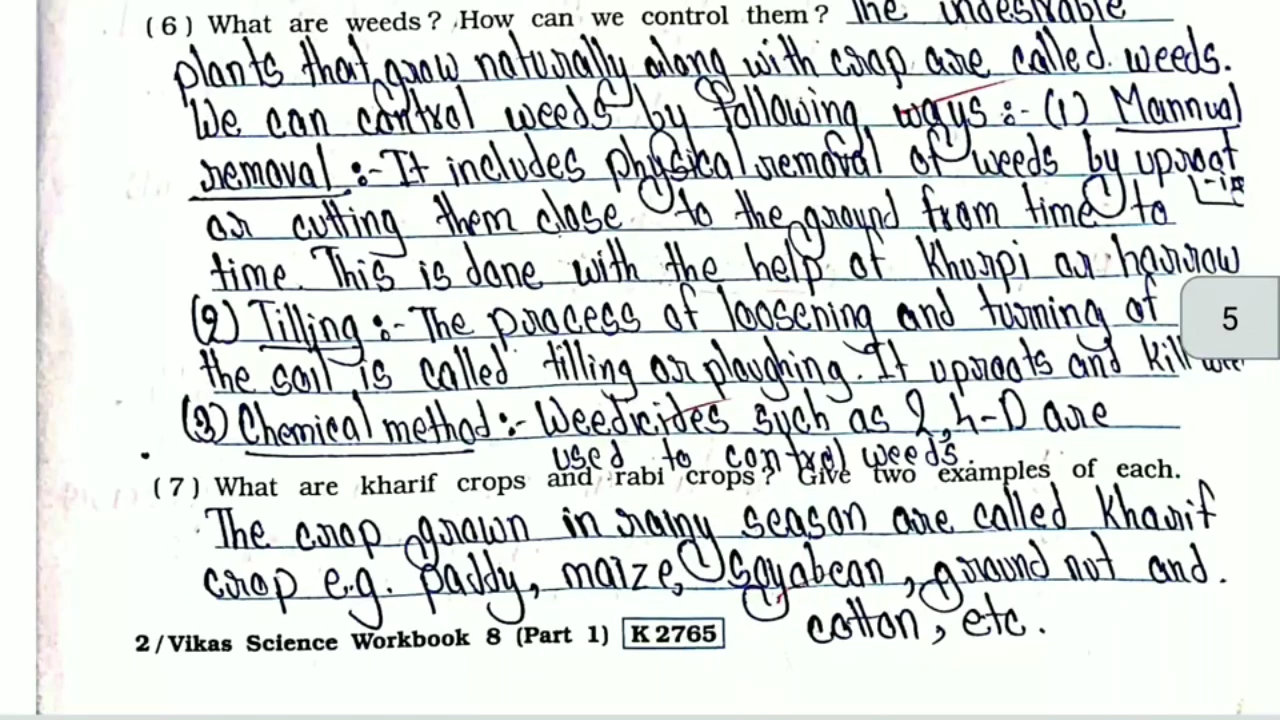 (6) What are weeds? How can we control them? The undesirable
plants that grow naturally along with crop are called weeds.
We can control weeds by following ways :- (1) Mannual
removal :- It includes physical removal of weeds by uproot
-ing
or cutting them close to the ground from time to
time. This is done with the help of Khurpi or harrow
(2) Tilling :- The process of loosening and turning of
5
the soil is called tilling or ploughing. It uproots and kill
(3) Chemical method :- Weedicides such as 2,4-D are
used to control weeds.
(7) What are kharif crops and rabi crops? Give two examples of each.
The crop grown in rainy season are called Kharif
crop e.g. paddy, maize, Soyabean, ground nut and.
cotton, etc.
2/Vikas Science Workbook 8 (Part 1) K 2765